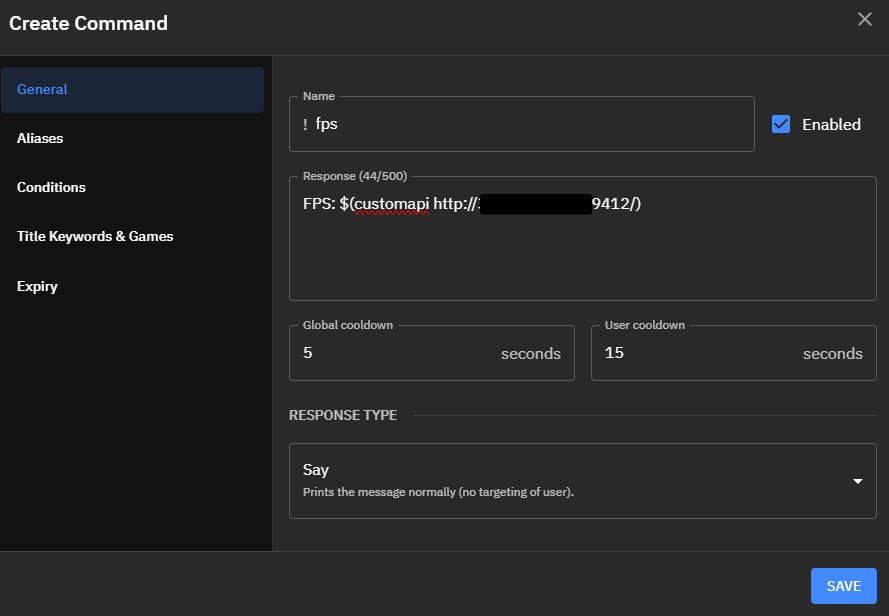 Create Command
General
Aliases
Conditions
Title Keywords & Games
Expiry
Name
! fps
Enabled
Response (44/500)
FPS: $(customapi http://9412/)
Global cooldown
5 seconds
User cooldown
15 seconds
RESPONSE TYPE
Say
Prints the message normally (no targeting of user).
SAVE